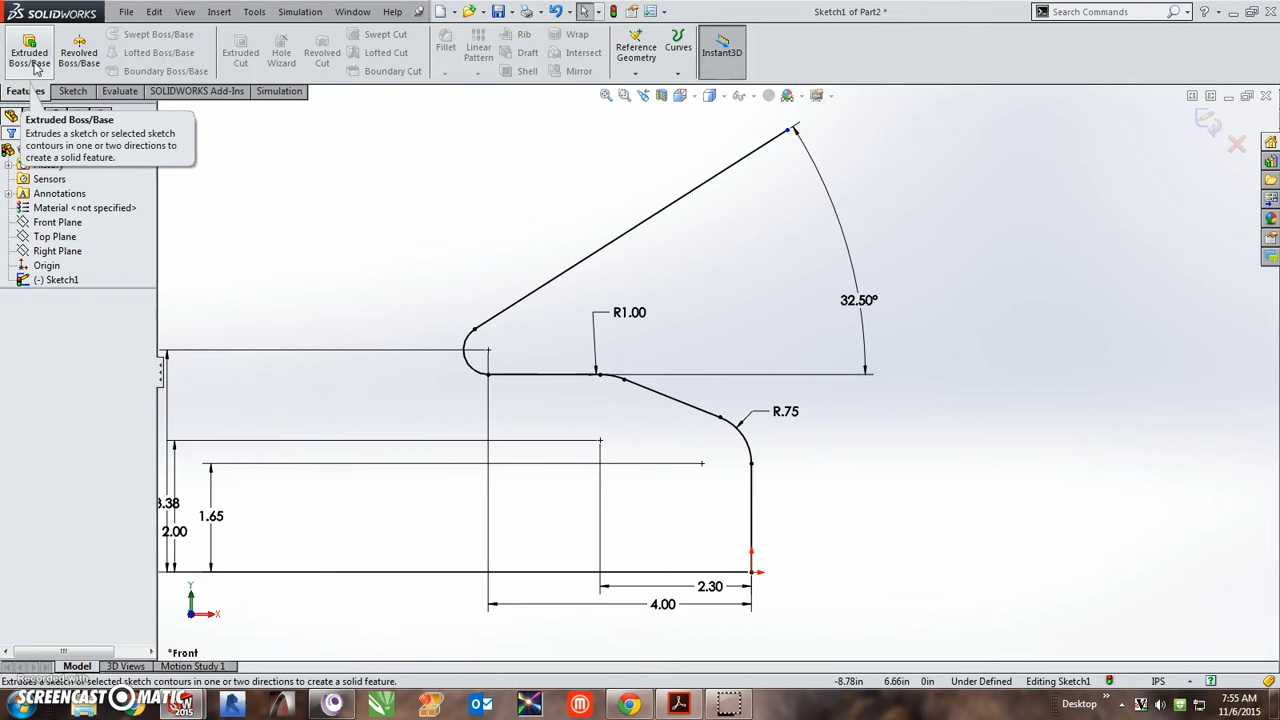 SOLIDWORKS File Edit View Insert Tools Simulation Window Help Sketch1 of Part2 * Search Commands
Extruded Boss/Base
Revolved Boss/Base
Swept Boss/Base
Lofted Boss/Base
Boundary Boss/Base
Extruded Cut
Hole Wizard
Revolved Cut
Swept Cut
Lofted Cut
Boundary Cut
Fillet
Linear Pattern
Rib
Draft
Shell
Wrap
Intersect
Mirror
Reference Geometry
Curves
Instant3D
Features Sketch Evaluate SOLIDWORKS Add-Ins Simulation
Extruded Boss/Base
Extrudes a sketch or selected sketch
contours in one or two directions to
create a solid feature.
Sensors
Annotations
Material <not specified>
Front Plane
Top Plane
Right Plane
Origin
(-) Sketch1
32.50°
R1.00
R.75
3.38
2.00
1.65
2.30
4.00
Y
X
*Front
Model 3D Views Motion Study 1
Extrudes a sketch or selected sketch contours in one or two directions to create a solid feature. -8.78in 6.66in 0in Under Defined Editing Sketch1 IPS
Recorded with
SCREENCAST MATIC
2015
Desktop
7:55 AM
11/6/2015